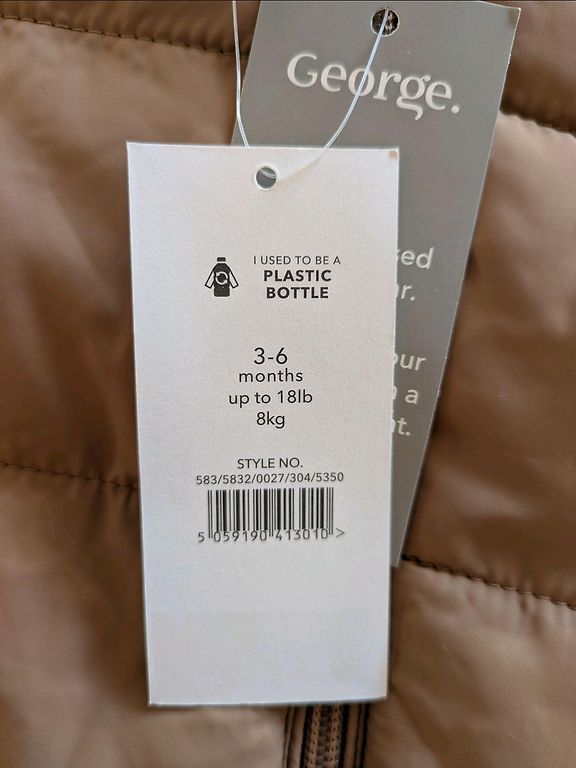 George.
I USED TO BE A
PLASTIC
BOTTLE
3-6
months
up to 18lb
8kg
STYLE NO.
583/5832/0027/304/5350
5 059190 413010 >
a